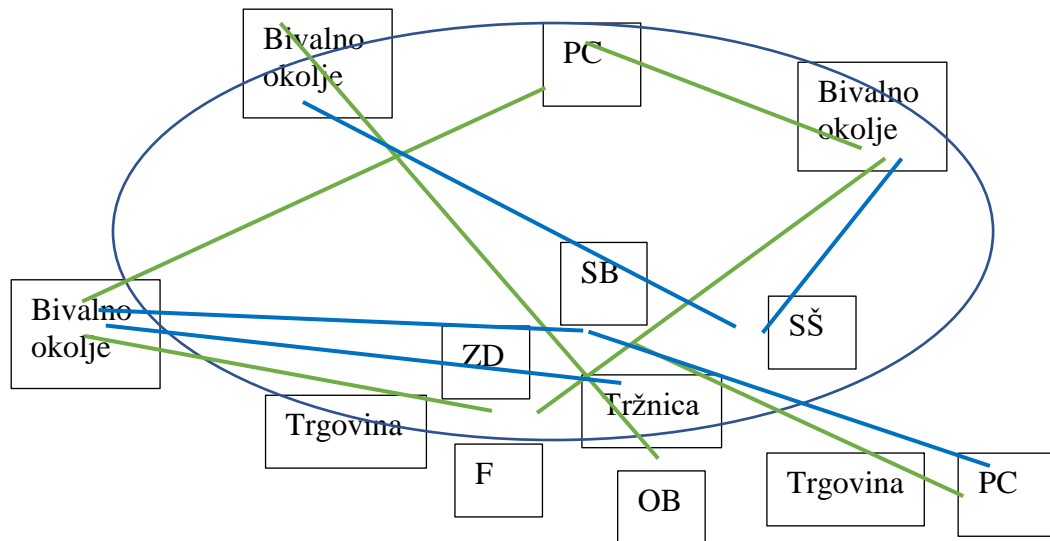 Bivalno
okolje
PC
Bivalno
okolje
SB
Bivalno
okolje
SŠ
ZD
Tržnica
Trgovina
F
OB
Trgovina
PC